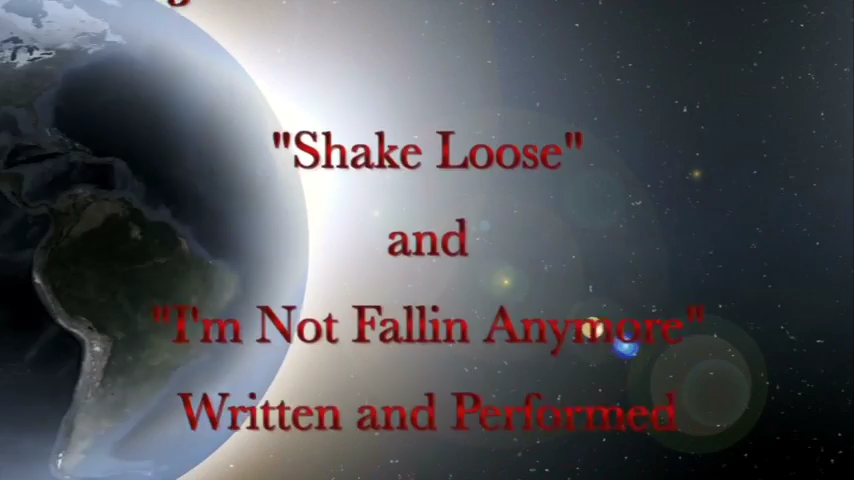 "Shake Loose"
and
"I'm Not Fallin Anymore"
Written and Performed